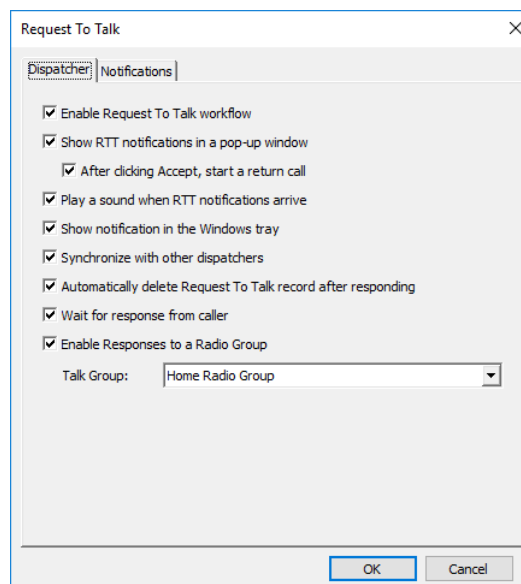 Request To Talk
Dispatcher Notifications
Enable Request To Talk workflow
Show RTT notifications in a pop-up window
After clicking Accept, start a return call
Play a sound when RTT notifications arrive
Show notification in the Windows tray
Synchronize with other dispatchers
Automatically delete Request To Talk record after responding
Wait for response from caller
Enable Responses to a Radio Group
Talk Group: Home Radio Group
OK Cancel